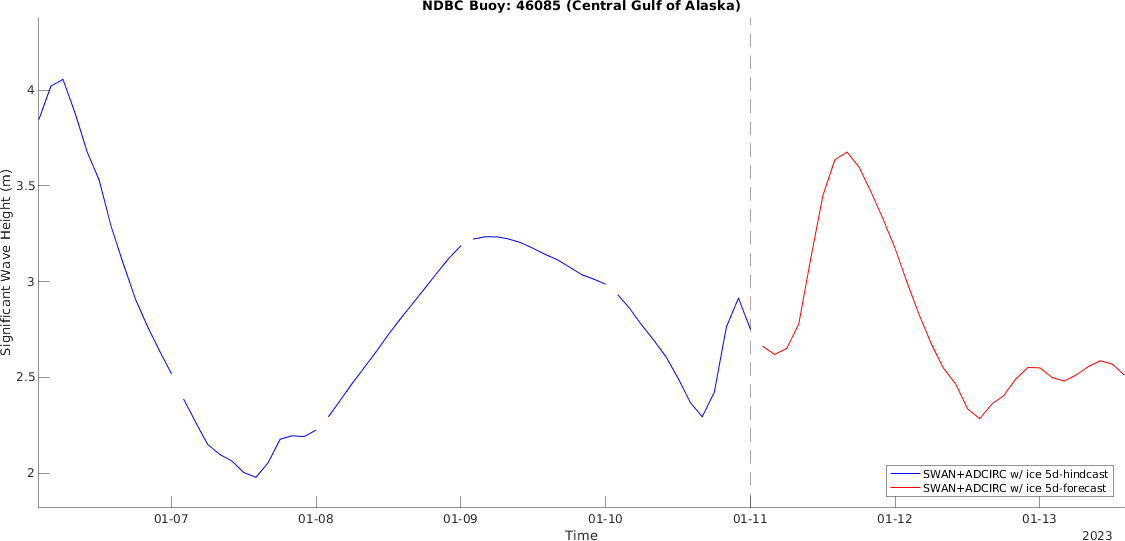 NDBC Buoy: 46085 (Central Gulf of Alaska)
Significant Wave Height (m)
4
3.5
3
2.5
2
SWAN+ADCIRC w/ ice 5d-hindcast
SWAN+ADCIRC w/ ice 5d-forecast
01-07 01-08 01-09 01-10 01-11 01-12 01-13
Time
2023